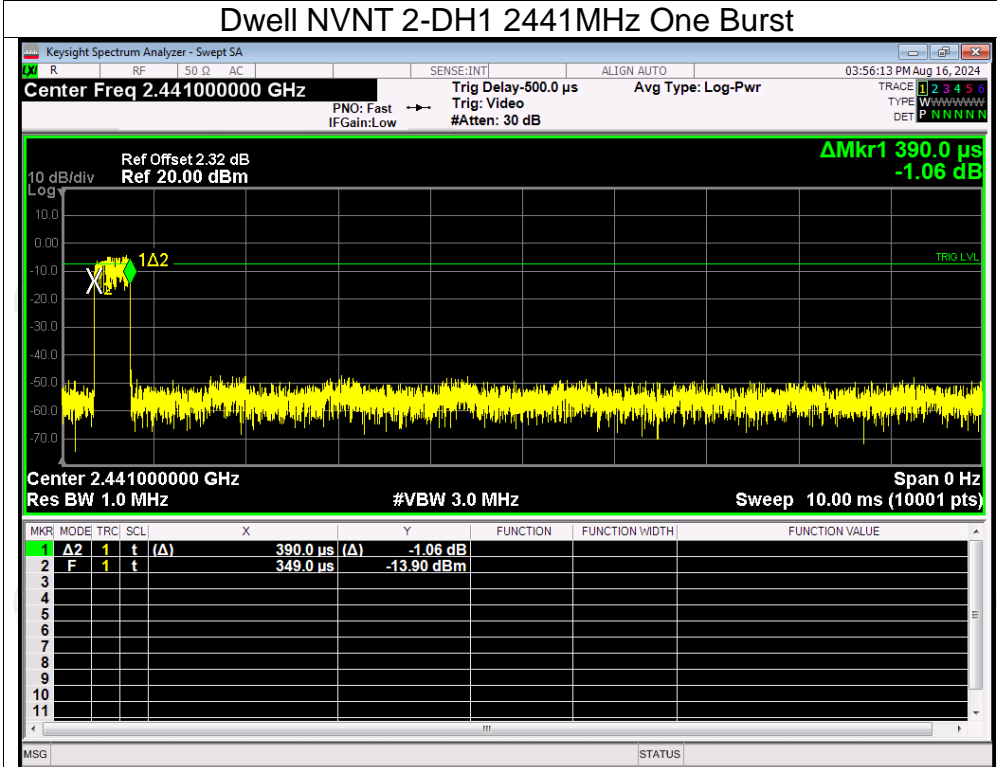 Dwell NVNT 2-DH1 2441MHz One Burst
Keysight Spectrum Analyzer - Swept SA
LXI R RF 50 Ω AC SENSE:INT ALIGN AUTO 03:56:13 PM Aug 16, 2024
Center Freq 2.441000000 GHz Trig Delay-500.0 µs Avg Type: Log-Pwr TRACE 1 2 3 4 5 6
PNO: Fast Trig: Video TYPE WWWWWW
IFGain:Low #Atten: 30 dB DET P N N N N N
ΔMkr1 390.0 µs
-1.06 dB
Ref Offset 2.32 dB
10 dB/div Ref 20.00 dBm
Log
10.0
0.00
1Δ2
TRIG LVL
-10.0
2
-20.0
-30.0
-40.0
-50.0
-60.0
-70.0
Center 2.441000000 GHz Span 0 Hz
Res BW 1.0 MHz #VBW 3.0 MHz Sweep 10.00 ms (10001 pts)
MKR MODE TRC SCL X Y FUNCTION FUNCTION WIDTH FUNCTION VALUE
1 Δ2 1 t (Δ) 390.0 µs (Δ) -1.06 dB
2 F 1 t 349.0 µs -13.90 dBm
3
4
5
6
7
8
9
10
11
MSG STATUS